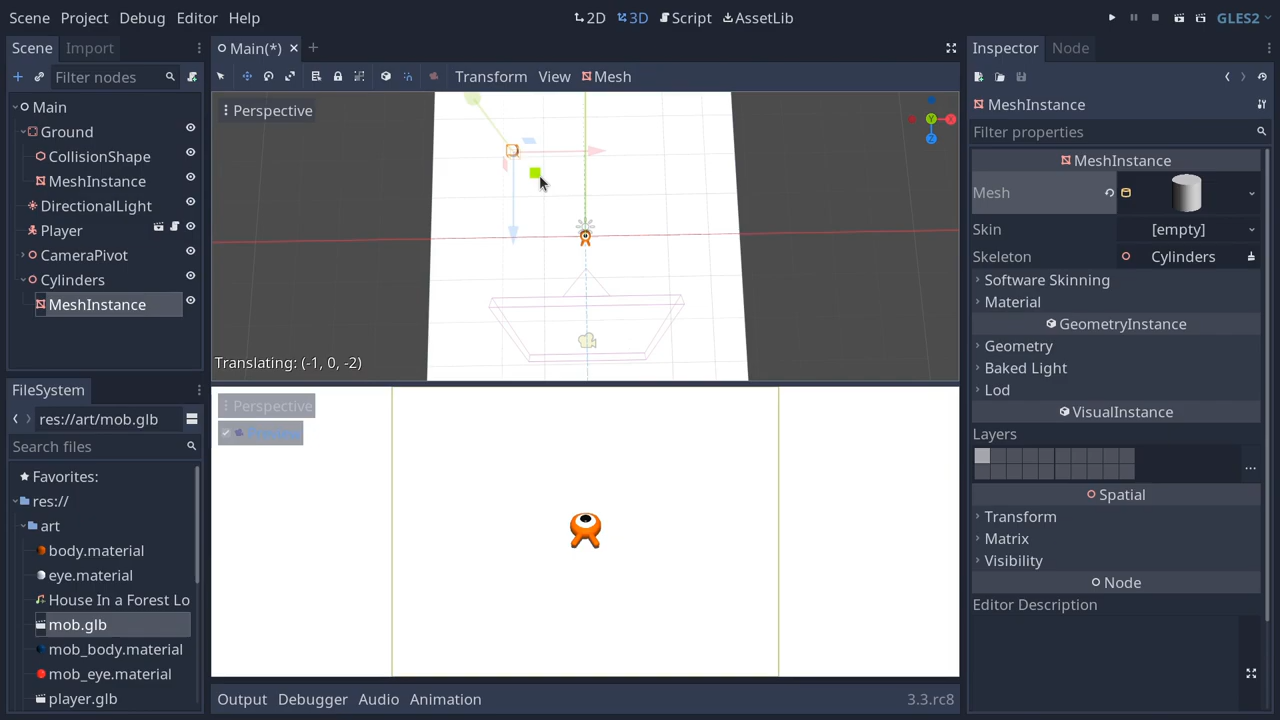 Scene Project Debug Editor Help
2D 3D Script AssetLib
GLES2
Scene Import
Filter nodes
Main
Ground
CollisionShape
MeshInstance
DirectionalLight
Player
CameraPivot
Cylinders
MeshInstance
FileSystem
res://art/mob.glb
Search files
Favorites:
res://
art
body.material
eye.material
House In a Forest Lo
mob.glb
mob_body.material
mob_eye.material
player.glb
Main(*)
Transform View Mesh
Perspective
Y X
Z
Translating: (-1, 0, -2)
Perspective
Preview
Output Debugger Audio Animation
3.3.rc8
Inspector Node
MeshInstance
Filter properties
MeshInstance
Mesh
Skin [empty]
Skeleton Cylinders
Software Skinning
Material
GeometryInstance
Geometry
Baked Light
Lod
VisualInstance
Layers
...
Spatial
Transform
Matrix
Visibility
Node
Editor Description